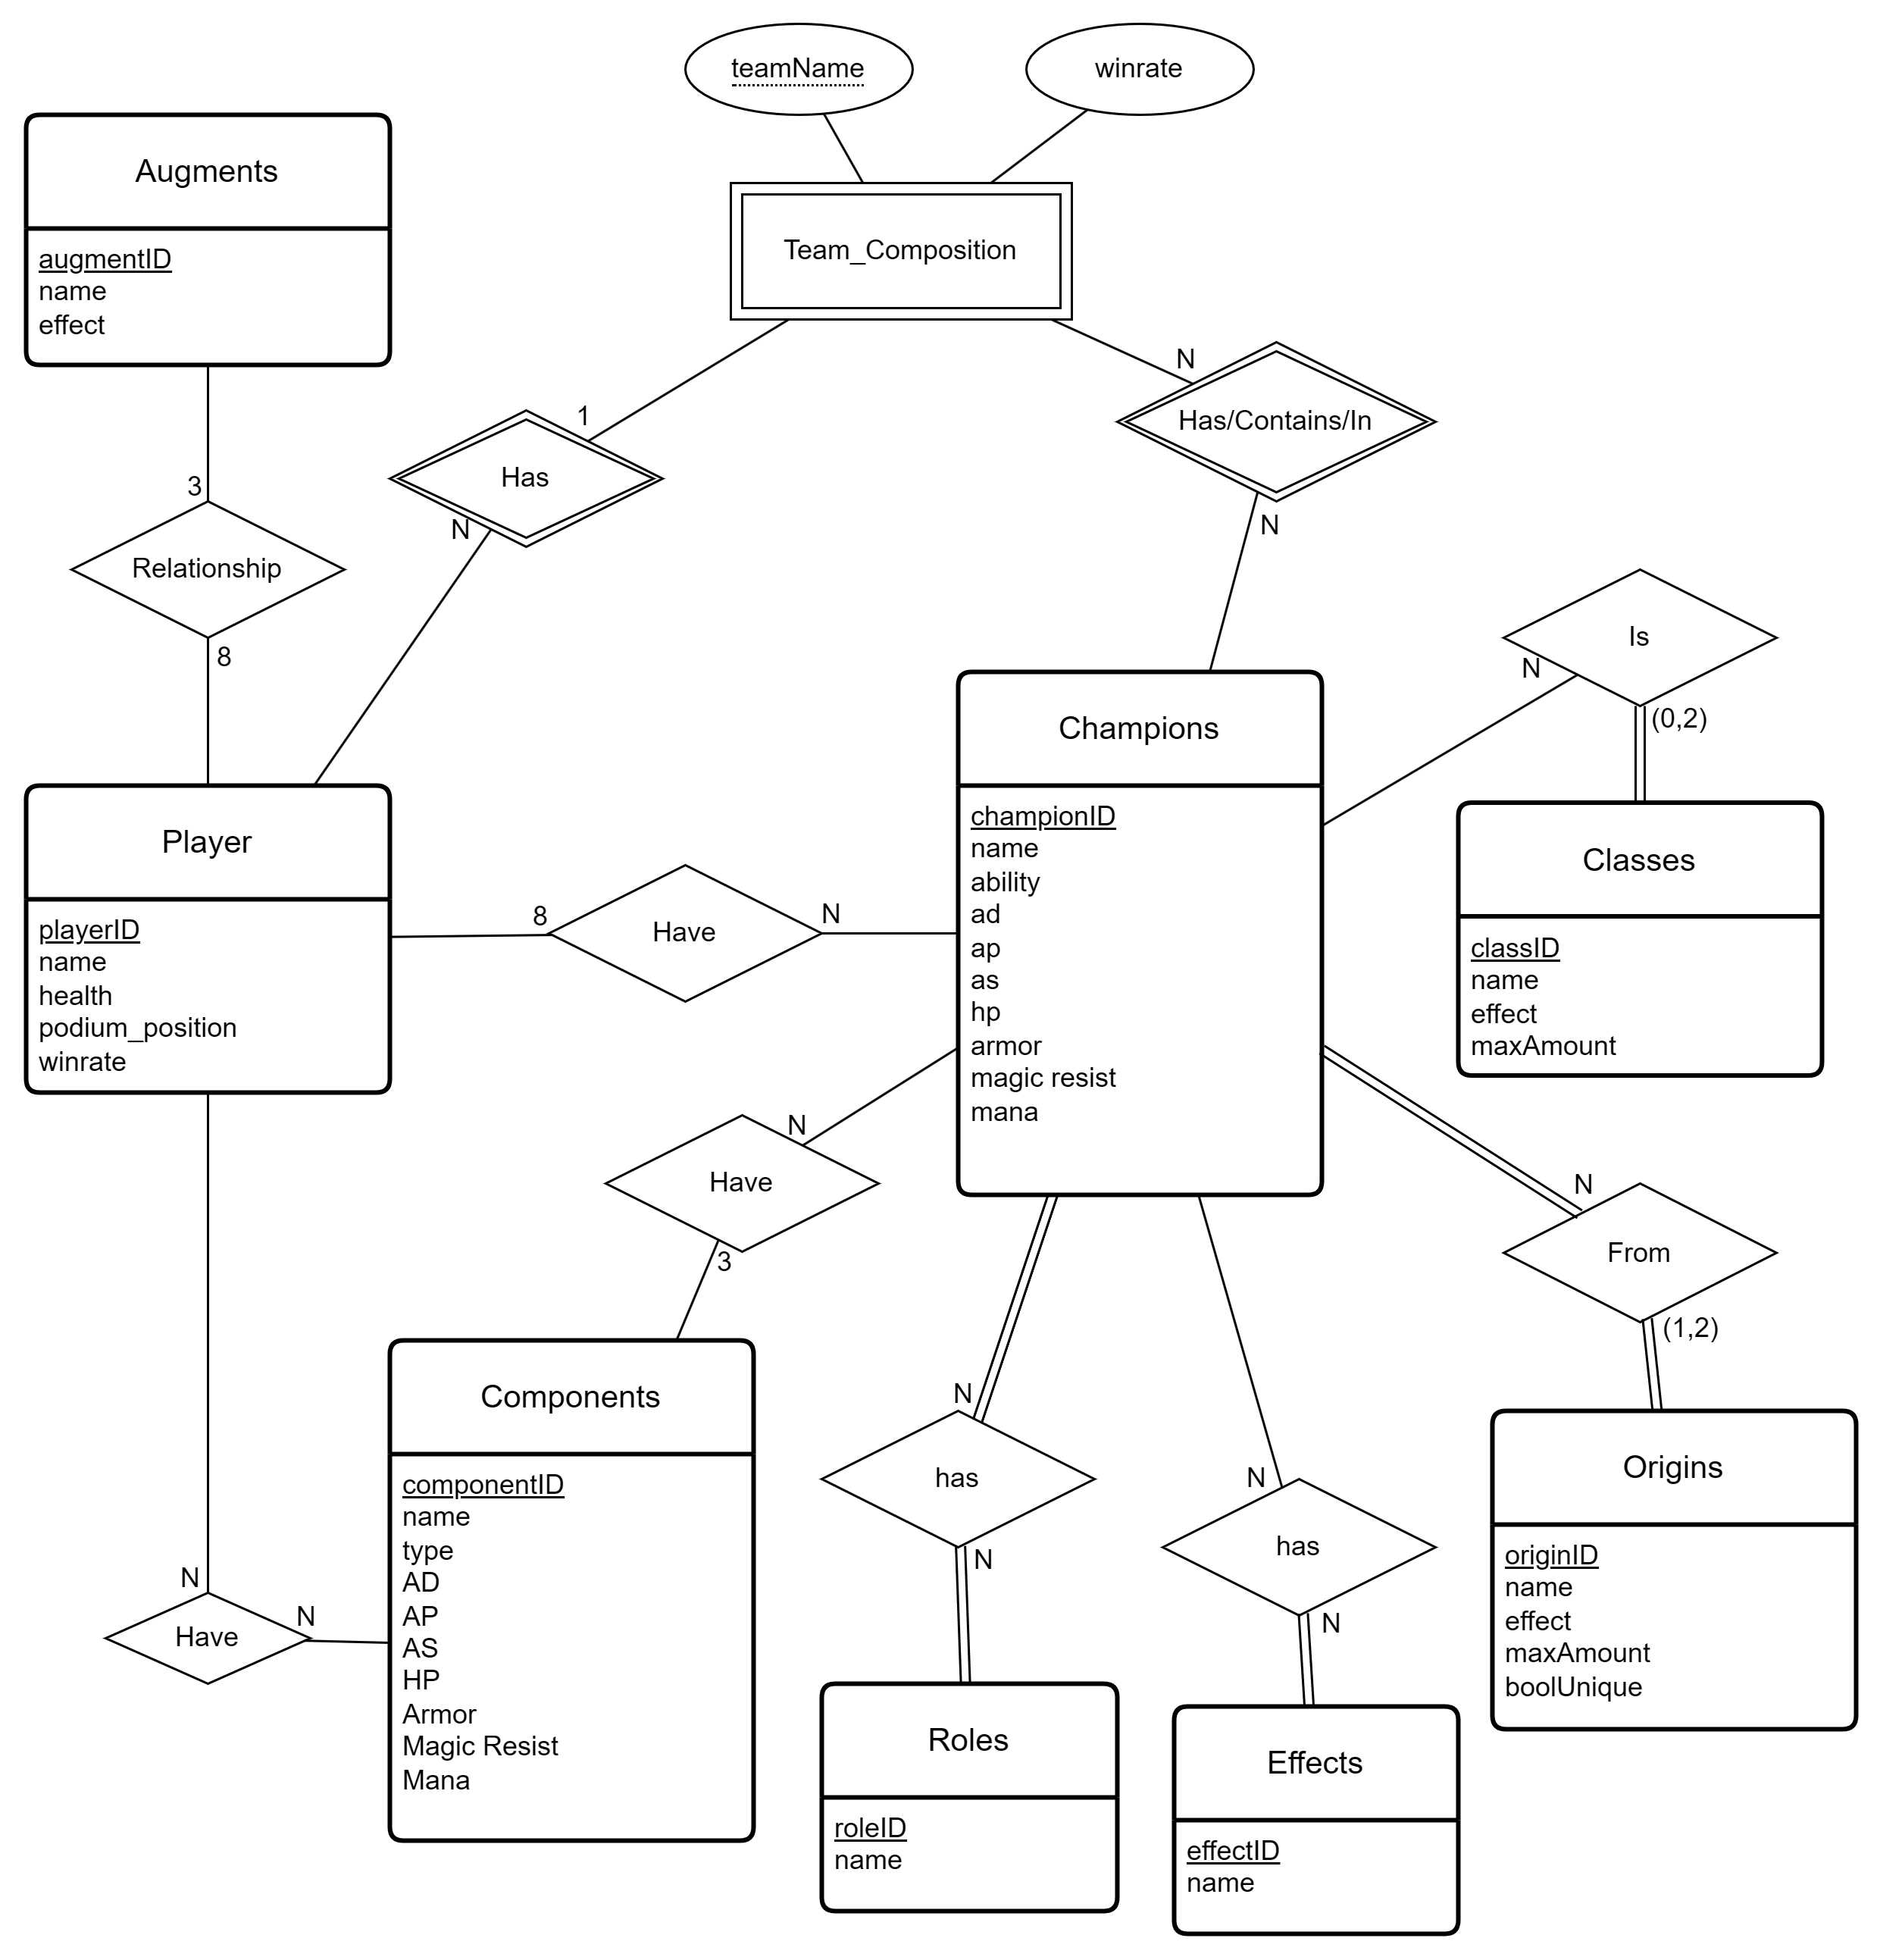 teamName
winrate
Augments
augmentID
name
effect
Team_Composition
N
Has/Contains/In
N
1
Has
N
3
Relationship
8
Is
N
(0,2)
Champions
championID
name
ability
ad
ap
as
hp
armor
magic resist
mana
Classes
classID
name
effect
maxAmount
Player
playerID
name
health
podium_position
winrate
8
Have
N
N
Have
3
N
From
(1,2)
Components
componentID
name
type
AD
AP
AS
HP
Armor
Magic Resist
Mana
N
has
N
N
has
N
Origins
originID
name
effect
maxAmount
boolUnique
N
Have
N
Roles
roleID
name
Effects
effectID
name